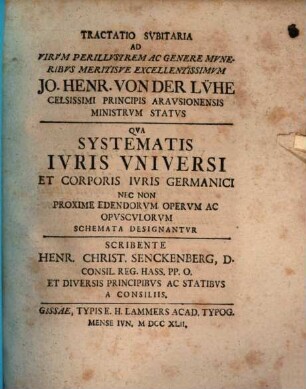 TRACTATIO SVBITARIA
AD
VIRVM PERILLVSTREM AC GENERE MVNE-
RIBVS MERITISVE EXCELLENTISSIMVM
JO. HENR. VON DER LÜHE
CELSISSIMI PRINCIPIS ARAVSIONENSIS
MINISTRVM STATVS
QVA
SYSTEMATIS
IVRIS VNIVERSI
ET CORPORIS IVRIS GERMANICI
NEC NON
PROXIME EDENDORVM OPERVM AC
OPVSCVLORVM
SCHEMATA DESIGNANTVR
SCRIBENTE
HENR. CHRIST. SENCKENBERG, D.
CONSIL. REG. HASS. PP. O.
ET DIVERSIS PRINCIPIBVS AC STATIBVS
A CONSILIIS.
GISSAE, TYPIS E. H. LAMMERS ACAD. TYPOG.
MENSE IVN. M DCC XLII.